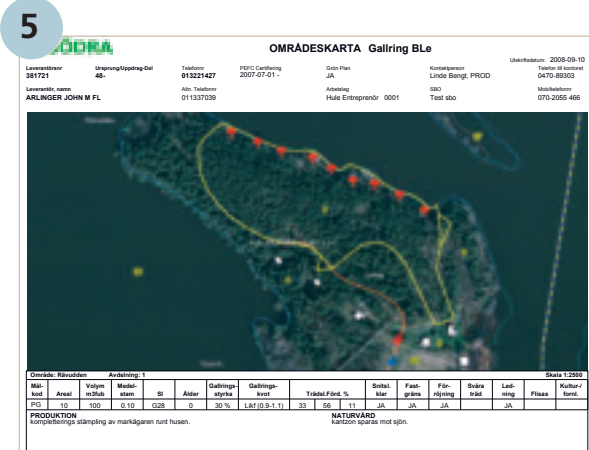 5
SÖDRA
OMRÅDESKARTA Gallring BLe
Utskriftsdatum: 2008-09-10
Leverantörsnr Ursprung/Uppdrag-Del Telefonnr PEFC Certifiering Grön Plan Kontaktperson Telefon till kontoret
381721 48- 013221427 2007-07-01 - JA Linde Bengt, PROD 0470-89303
Leverantör, namn Altn. Telefonnr Arbetslag SBO Mobiltelefonnr
ARLINGER JOHN M FL 011337039 Hule Entreprenör 0001 Test sbo 070-2055 466
Område: Rävudden Avdelning: 1 Skala 1:2500
Mål- Volym Medel- Gallrings- Gallrings- Snitsl. Fast- För- Svåra Led- Kultur-/
kod Areal m3fub stam SI Ålder styrka kvot Trädsl.Förd. % klar gräns röjning träd ning Flisas fornl.
PG 10 100 0.10 G28 0 30 % Likf (0.9-1.1) 33 56 11 JA JA JA JA
PRODUKTION NATURVÅRD
kompletterings stämpling av markägaren runt husen. kantzon sparas mot sjön.